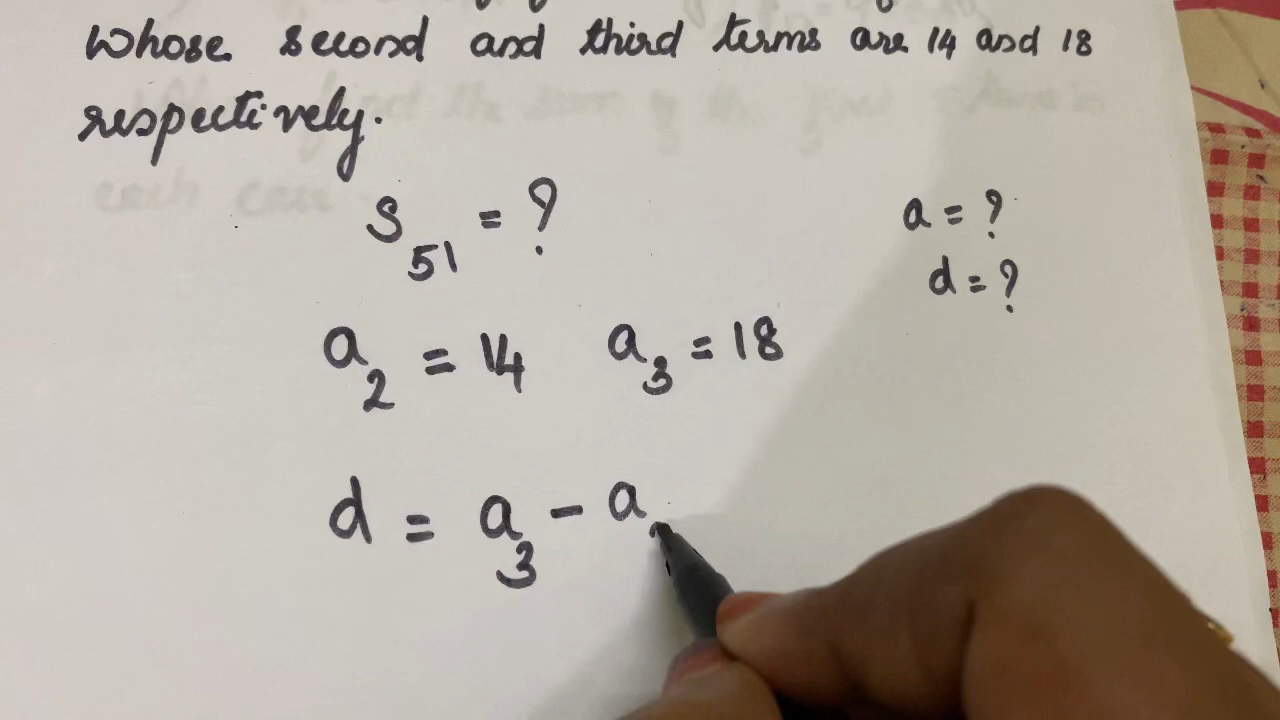 whose second and third terms are 14 and 18
respectively.
S₅₁ = ?
a = ?
d = ?
a₂ = 14 a₃ = 18
d = a₃ - a